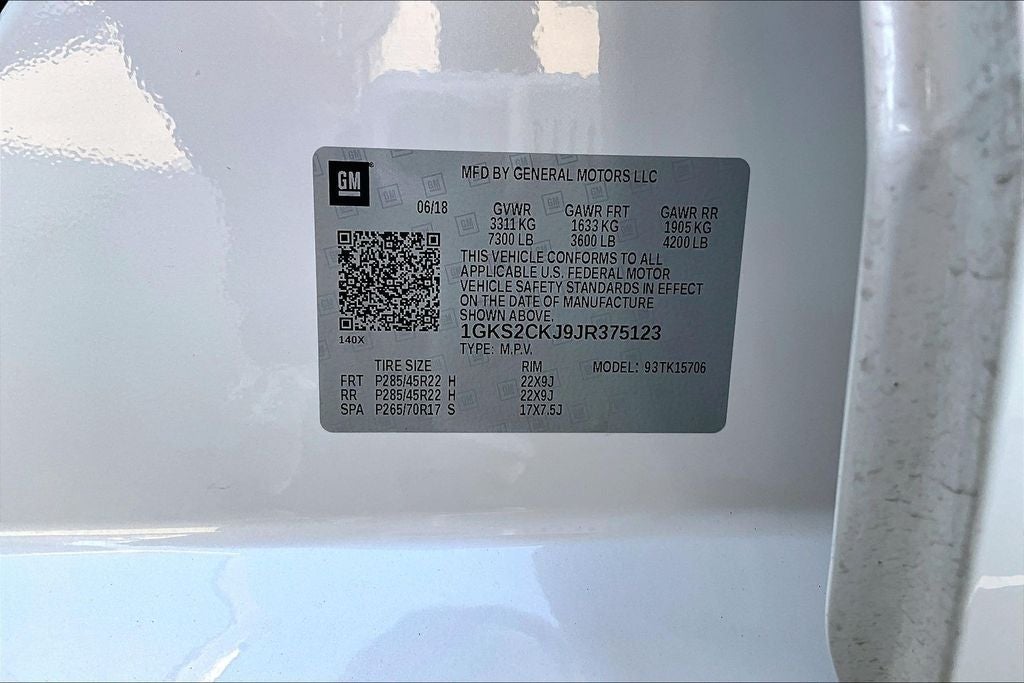 GM
MFD BY GENERAL MOTORS LLC
06/18 GVWR GAWR FRT GAWR RR
3311 KG 1633 KG 1905 KG
7300 LB 3600 LB 4200 LB
THIS VEHICLE CONFORMS TO ALL
APPLICABLE U.S. FEDERAL MOTOR
VEHICLE SAFETY STANDARDS IN EFFECT
ON THE DATE OF MANUFACTURE
SHOWN ABOVE.
1GKS2CKJ9JR375123
140X
TYPE: M.P.V.
TIRE SIZE RIM MODEL: 93TK15706
FRT P285/45R22 H 22X9J
RR P285/45R22 H 22X9J
SPA P265/70R17 S 17X7.5J